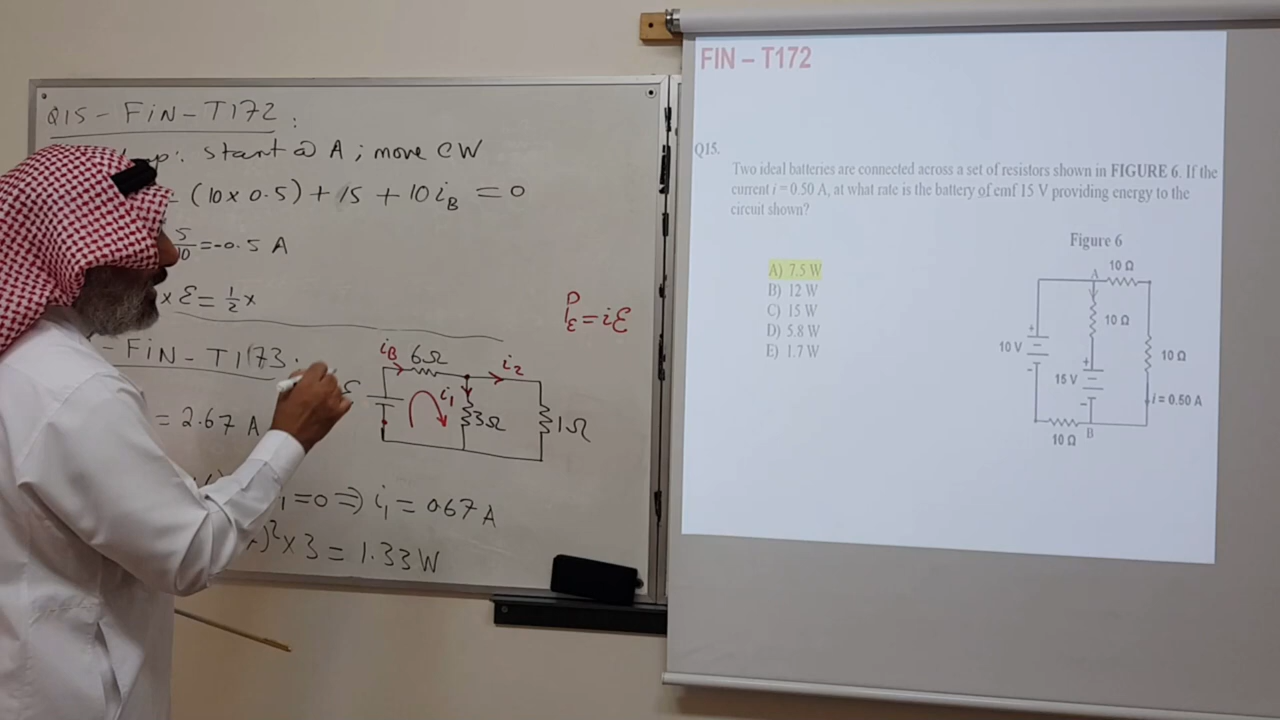 Q15 - FIN - T172 :
: start @ A ; move CW
- (10 x 0.5) + 15 + 10 iB = 0
= -0.5 A
x Ɛ = 1/2 x
P Ɛ = iƐ
- FIN - T173 :
iB 6Ω
i2
i1
3Ω
1Ω
= 2.67 A
= 0 ⇒ i1 = 0.67 A
)² x 3 = 1.33 W
FIN – T172
Q15.
Two ideal batteries are connected across a set of resistors shown in FIGURE 6. If the
current i = 0.50 A, at what rate is the battery of emf 15 V providing energy to the
circuit shown?
A) 7.5 W
B) 12 W
C) 15 W
D) 5.8 W
E) 1.7 W
Figure 6
10 Ω
A
10 Ω
+
10 V
-
+
15 V
-
10 Ω
i = 0.50 A
10 Ω
B